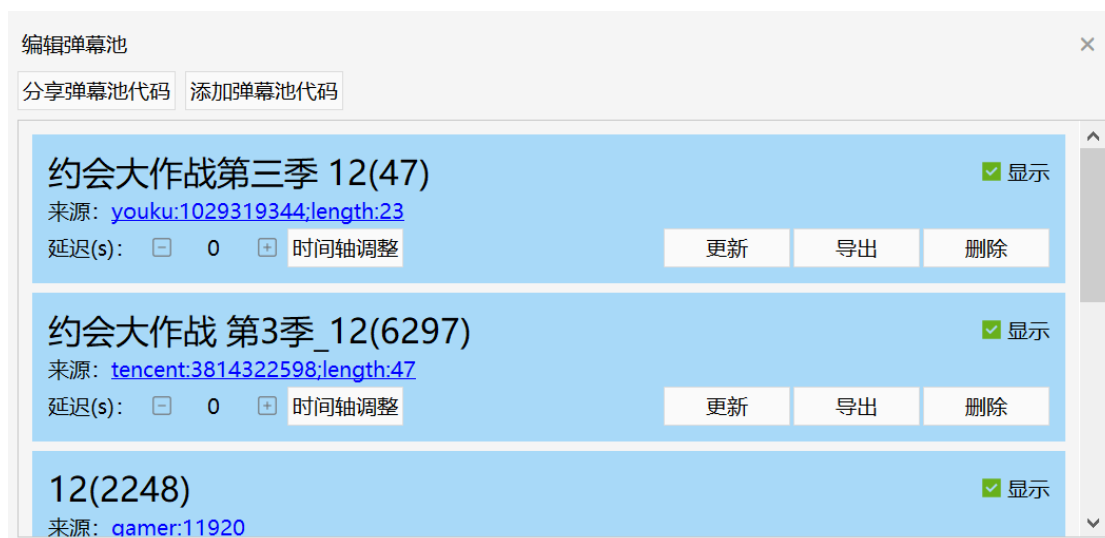 编辑弹幕池
分享弹幕池代码 添加弹幕池代码
约会大作战第三季 12(47)
显示
来源：youku:1029319344;length:23
延迟(s)： 0 时间轴调整 更新 导出 删除
约会大作战 第3季_12(6297)
显示
来源：tencent:3814322598;length:47
延迟(s)： 0 时间轴调整 更新 导出 删除
12(2248)
显示
来源：gamer:11920